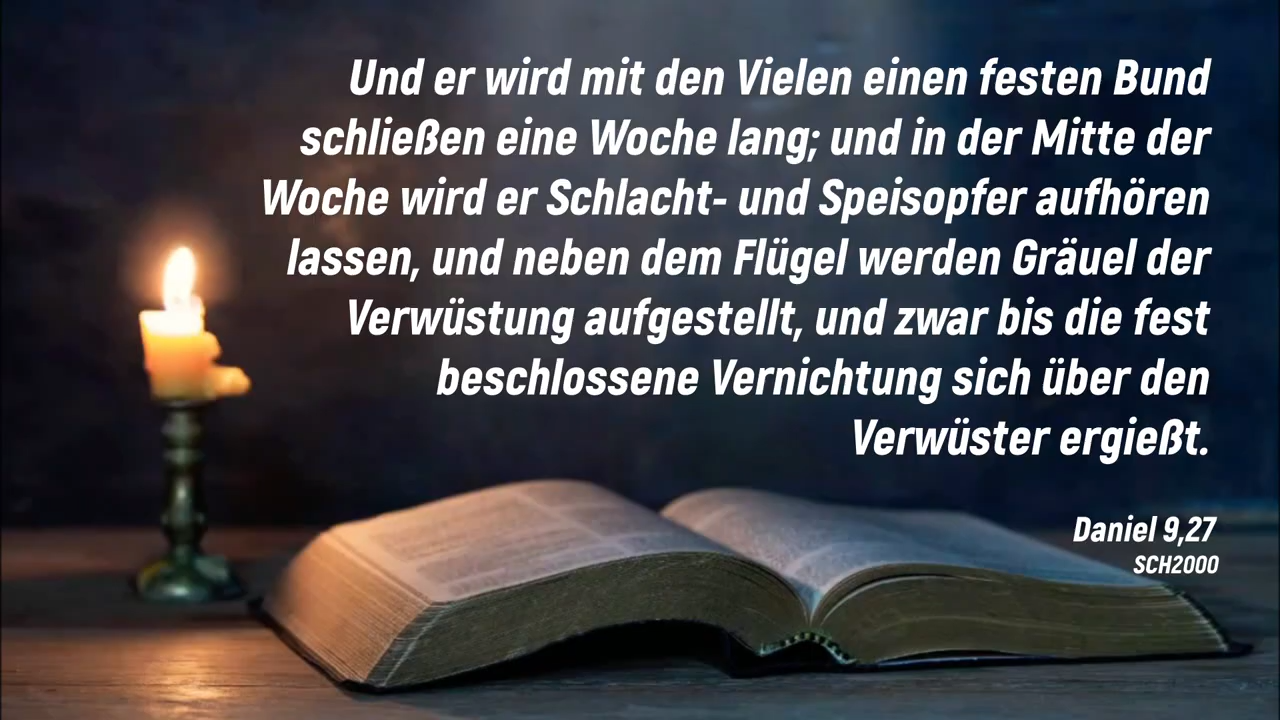 Und er wird mit den Vielen einen festen Bund
schließen eine Woche lang; und in der Mitte der
Woche wird er Schlacht- und Speisopfer aufhören
lassen, und neben dem Flügel werden Gräuel der
Verwüstung aufgestellt, und zwar bis die fest
beschlossene Vernichtung sich über den
Verwüster ergießt.
Daniel 9,27
SCH2000